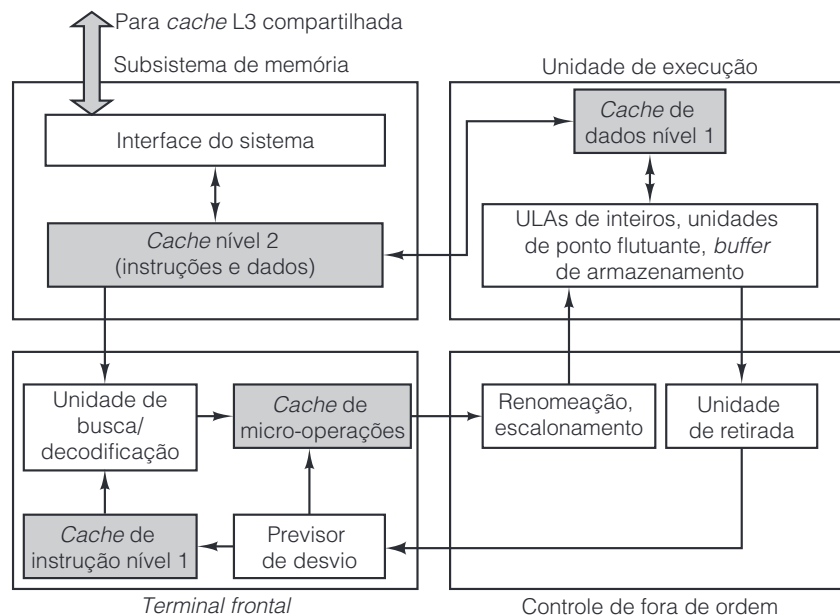 Para cache L3 compartilhada
Subsistema de memória
Interface do sistema
Cache nível 2
(instruções e dados)
Unidade de execução
Cache de
dados nível 1
ULAs de inteiros, unidades
de ponto flutuante, buffer
de armazenamento
Unidade de
busca/
decodificação
Cache de
micro-operações
Cache de
instrução nível 1
Previsor
de desvio
Terminal frontal
Renomeação,
escalonamento
Unidade
de retirada
Controle de fora de ordem